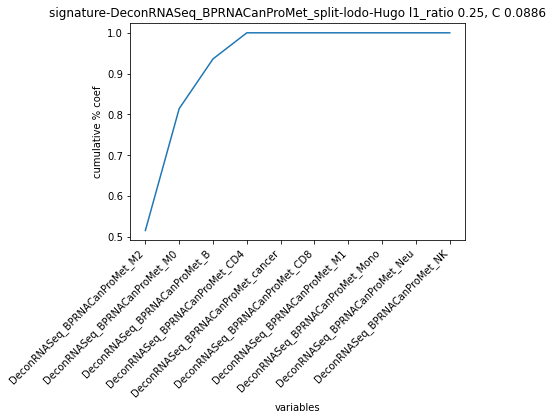 signature-DeconRNASeq_BPRNACanProMet_split-lodo-Hugo l1_ratio 0.25, C 0.0886
1.0
0.9
0.8
0.7
0.6
0.5
cumulative % coef
DeconRNASeq_BPRNACanProMet_M2
DeconRNASeq_BPRNACanProMet_M0
DeconRNASeq_BPRNACanProMet_B
DeconRNASeq_BPRNACanProMet_CD4
DeconRNASeq_BPRNACanProMet_cancer
DeconRNASeq_BPRNACanProMet_CD8
DeconRNASeq_BPRNACanProMet_M1
DeconRNASeq_BPRNACanProMet_Mono
DeconRNASeq_BPRNACanProMet_Neu
DeconRNASeq_BPRNACanProMet_NK
variables